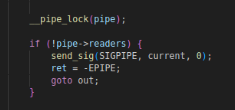 __pipe_lock(pipe);
if (!pipe->readers) {
send_sig(SIGPIPE, current, 0);
ret = -EPIPE;
goto out;
}